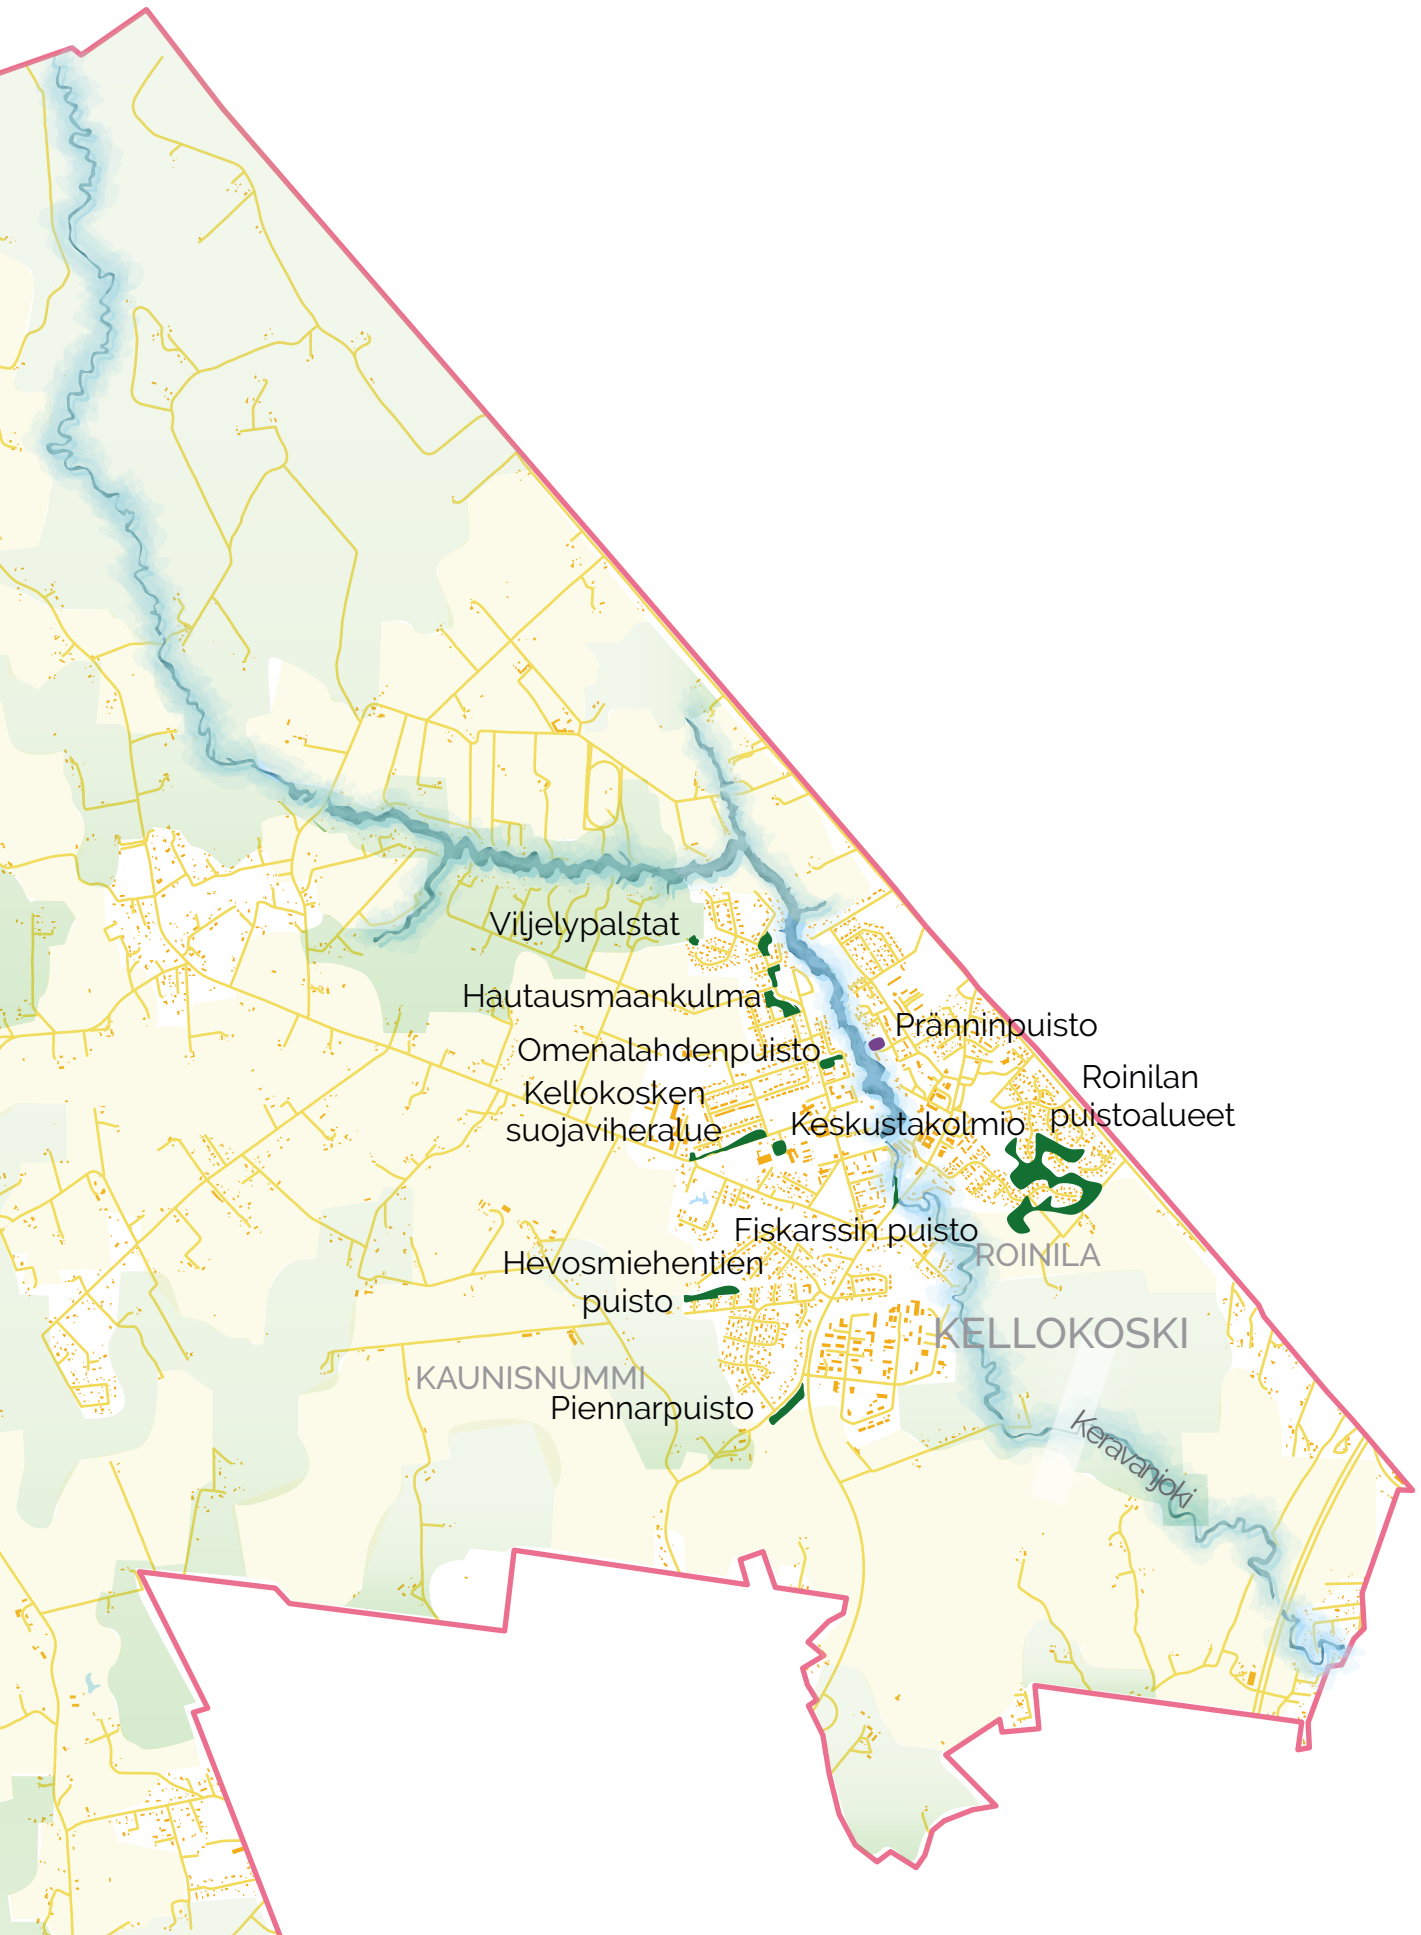 Viljelypalstat
Hautausmaankulma
Pränninpuisto
Omenalahdenpuisto
Roinilan
puistoalueet
Kellokosken
suojaviheralue
Keskustakolmio
Fiskarssin puisto
ROINILA
Hevosmiehentien
puisto
KELLOKOSKI
KAUNISNUMMI
Piennarpuisto
Keravanjoki